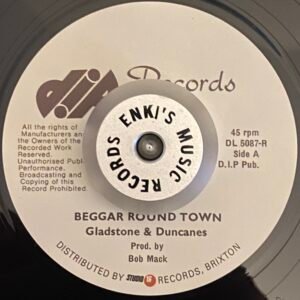 DIP Records
All the rights of
Manufacturers and
the Owners of the
Recorded Work
Reserved.
Unauthorised Publ
Performance,
Broadcasting and
Copying of this
Record Prohibited.
ENKI'S MUSIC RECORDS
45 rpm
DL 5087-R
Side A
D.I.P Pub.
BEGGAR ROUND TOWN
Gladstone & Duncanes
Prod. by
Bob Mack
DISTRIBUTED BY STUDIO 16 RECORDS, BRIXTON